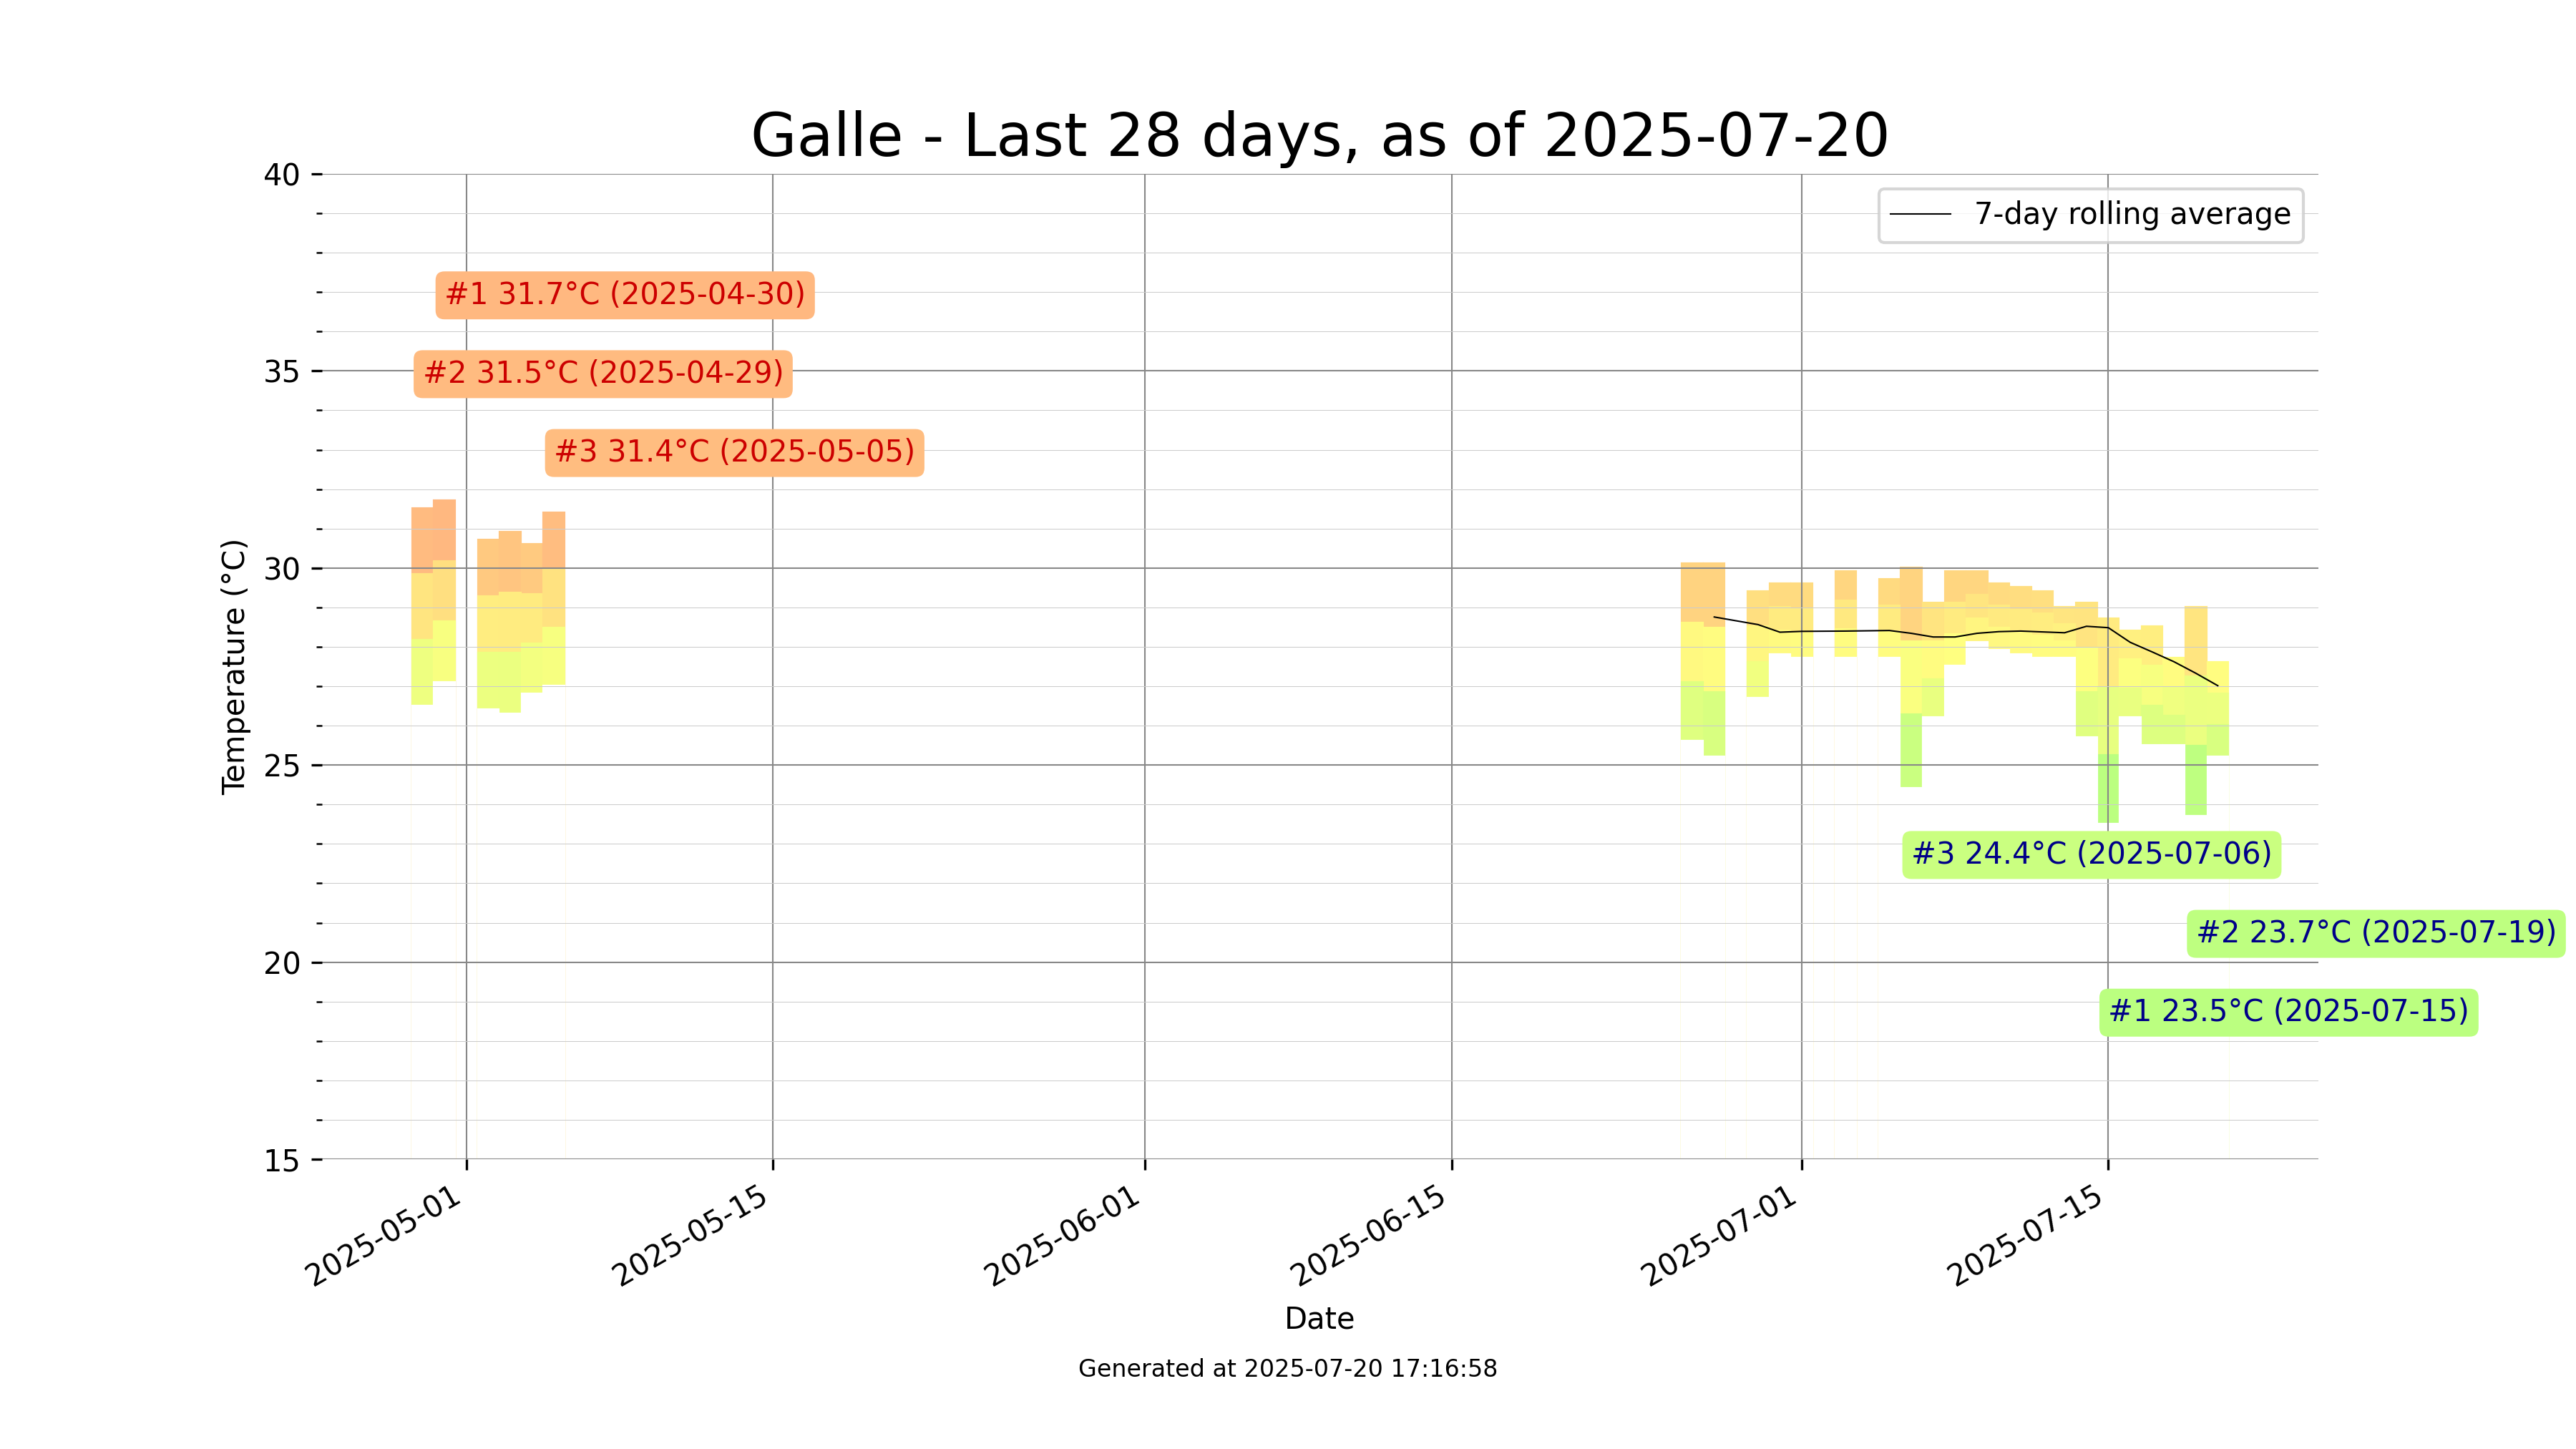 Galle - Last 28 days, as of 2025-07-20
40
7-day rolling average
#1 31.7°C (2025-04-30)
35
#2 31.5°C (2025-04-29)
#3 31.4°C (2025-05-05)
30
Temperature (°C)
25
#3 24.4°C (2025-07-06)
#2 23.7°C (2025-07-19)
20
#1 23.5°C (2025-07-15)
15
2025-05-01
2025-05-15
2025-06-01
2025-06-15
2025-07-01
2025-07-15
Date
Generated at 2025-07-20 17:16:58